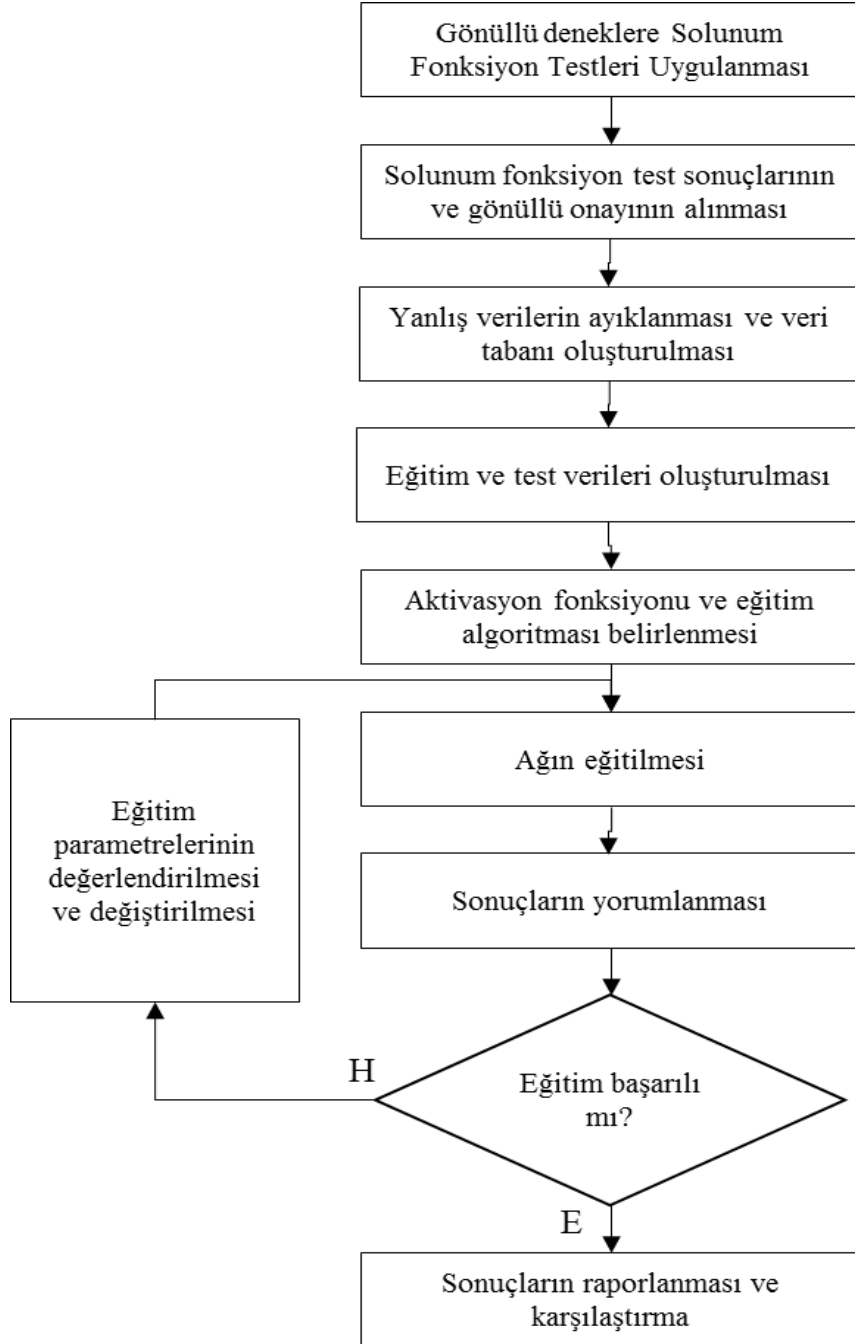 Gönüllü deneklere Solunum
Fonksiyon Testleri Uygulanması
Solunum fonksiyon test sonuçlarının
ve gönüllü onayının alınması
Yanlış verilerin ayıklanması ve veri
tabanı oluşturulması
Eğitim ve test verileri oluşturulması
Aktivasyon fonksiyonu ve eğitim
algoritması belirlenmesi
Ağın eğitilmesi
Eğitim
parametrelerinin
değerlendirilmesi
ve değiştirilmesi
Sonuçların yorumlanması
H
Eğitim başarılı
mı?
E
Sonuçların raporlanması ve
karşılaştırma